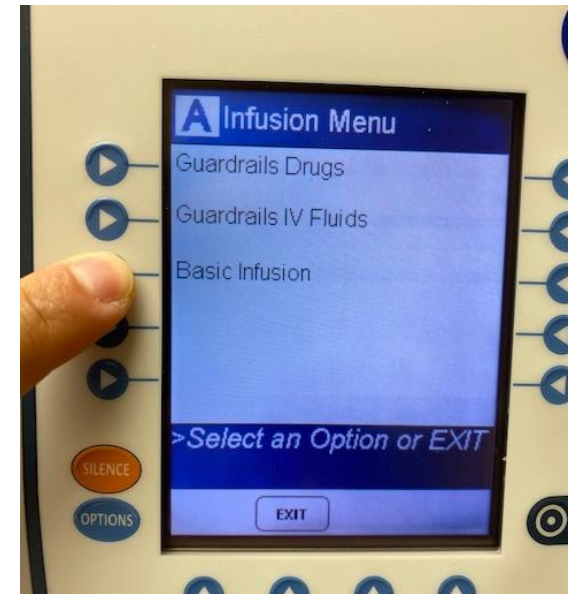 A Infusion Menu
Guardrails Drugs
Guardrails IV Fluids
Basic Infusion
>Select an Option or EXIT
SILENCE
OPTIONS
EXIT